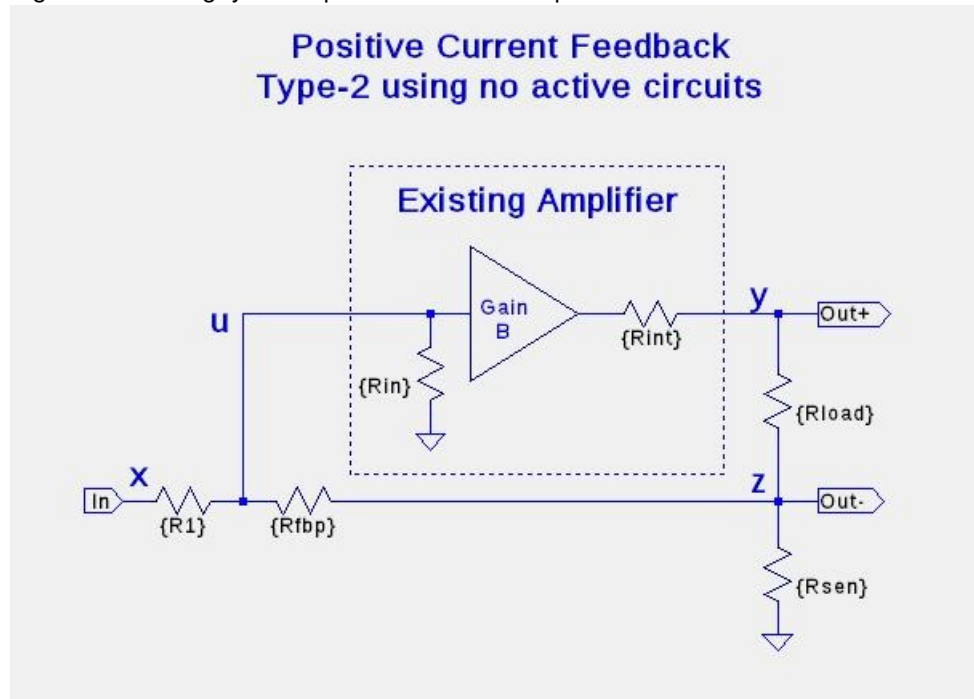 Positive Current Feedback
Type-2 using no active circuits
Existing Amplifier
Gain
B
u
y
Out+
{Rint}
{Rin}
{Rload}
x
z
In
Out-
{R1}
{Rfbp}
{Rsen}